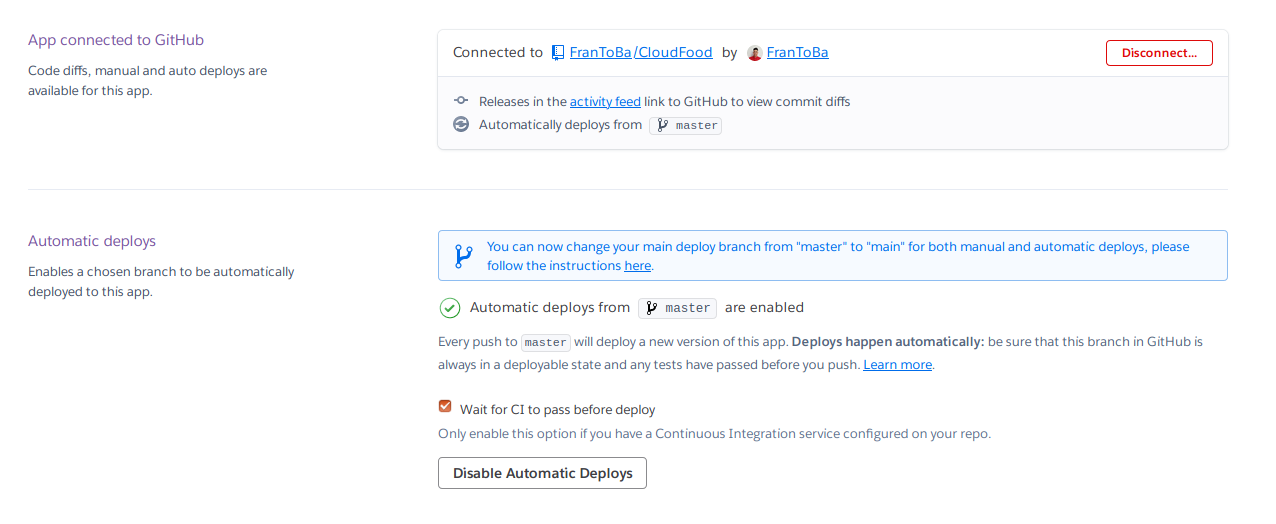 App connected to GitHub
Code diffs, manual and auto deploys are
available for this app.
Connected to FranToBa/CloudFood by FranToBa
Disconnect...
Releases in the activity feed link to GitHub to view commit diffs
Automatically deploys from master
Automatic deploys
Enables a chosen branch to be automatically
deployed to this app.
You can now change your main deploy branch from "master" to "main" for both manual and automatic deploys, please
follow the instructions here.
Automatic deploys from master are enabled
Every push to master will deploy a new version of this app. Deploys happen automatically: be sure that this branch in GitHub is
always in a deployable state and any tests have passed before you push. Learn more.
Wait for CI to pass before deploy
Only enable this option if you have a Continuous Integration service configured on your repo.
Disable Automatic Deploys